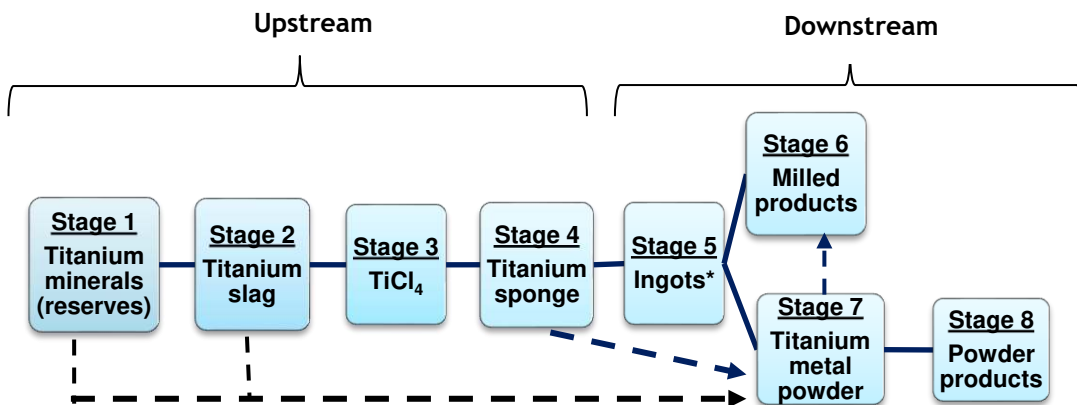 Upstream
Downstream
Stage 1
Titanium
minerals
(reserves)
Stage 2
Titanium
slag
Stage 3
TiCl₄
Stage 4
Titanium
sponge
Stage 5
Ingots*
Stage 6
Milled
products
Stage 7
Titanium
metal
powder
Stage 8
Powder
products